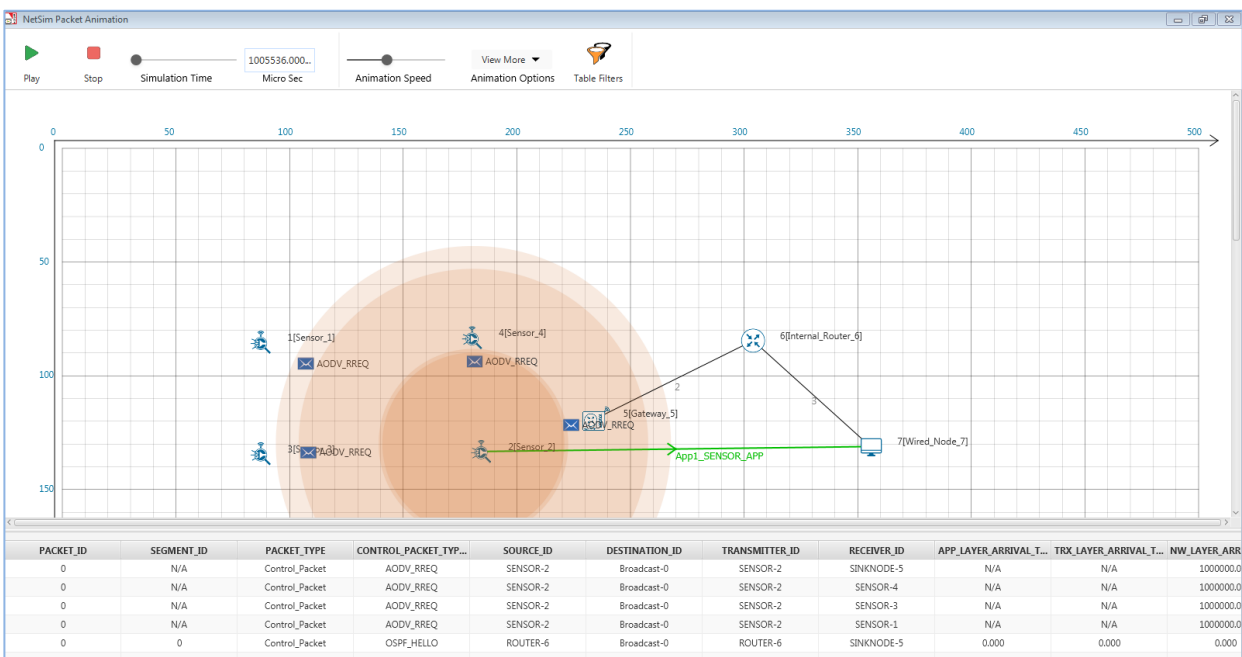 NetSim Packet Animation
Play
Stop
Simulation Time
1005536.000...
Micro Sec
Animation Speed
View More
Animation Options
Table Filters
0 50 100 150 200 250 300 350 400 450 500
0
50
100
150
1[Sensor_1]
AODV_RREQ
4[Sensor_4]
AODV_RREQ
6[Internal_Router_6]
2
3
5[Gateway_5]
AODV_RREQ
AODV_RREQ
2[Sensor_2]
7[Wired_Node_7]
App1_SENSOR_APP
PACKET_ID SEGMENT_ID PACKET_TYPE CONTROL_PACKET_TYP... SOURCE_ID DESTINATION_ID TRANSMITTER_ID RECEIVER_ID APP_LAYER_ARRIVAL_T... TRX_LAYER_ARRIVAL_T... NW_LAYER_ARR
0 N/A Control_Packet AODV_RREQ SENSOR-2 Broadcast-0 SENSOR-2 SINKNODE-5 N/A N/A 1000000.0
0 N/A Control_Packet AODV_RREQ SENSOR-2 Broadcast-0 SENSOR-2 SENSOR-4 N/A N/A 1000000.0
0 N/A Control_Packet AODV_RREQ SENSOR-2 Broadcast-0 SENSOR-2 SENSOR-3 N/A N/A 1000000.0
0 N/A Control_Packet AODV_RREQ SENSOR-2 Broadcast-0 SENSOR-2 SENSOR-1 N/A N/A 1000000.0
0 0 Control_Packet OSPF_HELLO ROUTER-6 Broadcast-0 ROUTER-6 SINKNODE-5 0.000 0.000 0.000